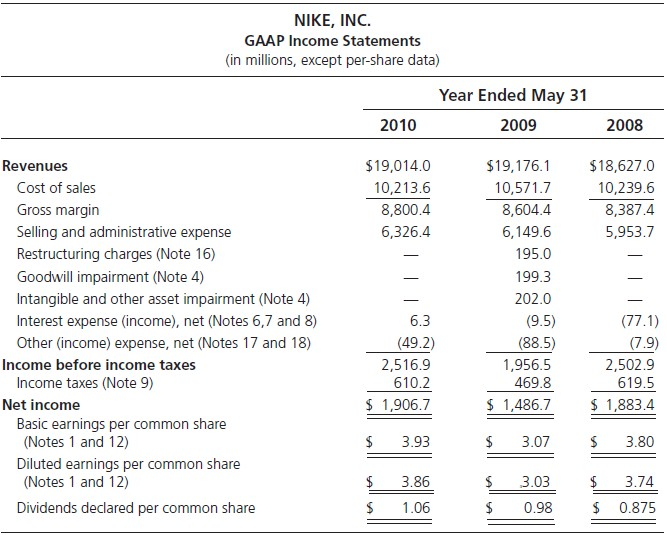 NIKE, INC.
GAAP Income Statements
(in millions, except per-share data)
Year Ended May 31
2010 2009 2008
Revenues $19,014.0 $19,176.1 $18,627.0
Cost of sales 10,213.6 10,571.7 10,239.6
Gross margin 8,800.4 8,604.4 8,387.4
Selling and administrative expense 6,326.4 6,149.6 5,953.7
Restructuring charges (Note 16) — 195.0 —
Goodwill impairment (Note 4) — 199.3 —
Intangible and other asset impairment (Note 4) — 202.0 —
Interest expense (income), net (Notes 6,7 and 8) 6.3 (9.5) (77.1)
Other (income) expense, net (Notes 17 and 18) (49.2) (88.5) (7.9)
Income before income taxes 2,516.9 1,956.5 2,502.9
Income taxes (Note 9) 610.2 469.8 619.5
Net income $ 1,906.7 $ 1,486.7 $ 1,883.4
Basic earnings per common share
(Notes 1 and 12) $ 3.93 $ 3.07 $ 3.80
Diluted earnings per common share
(Notes 1 and 12) $ 3.86 $ 3.03 $ 3.74
Dividends declared per common share $ 1.06 $ 0.98 $ 0.875